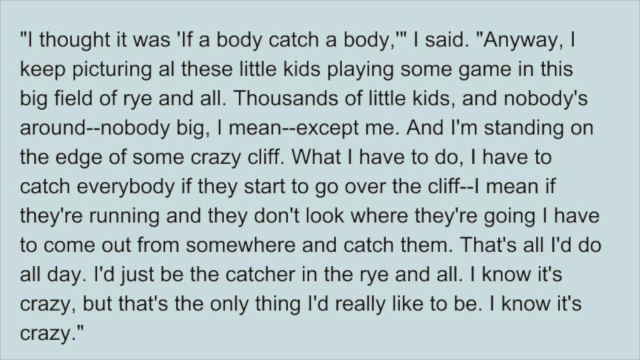 "I thought it was 'If a body catch a body,'" I said. "Anyway, I
keep picturing al these little kids playing some game in this
big field of rye and all. Thousands of little kids, and nobody's
around--nobody big, I mean--except me. And I'm standing on
the edge of some crazy cliff. What I have to do, I have to
catch everybody if they start to go over the cliff--I mean if
they're running and they don't look where they're going I have
to come out from somewhere and catch them. That's all I'd do
all day. I'd just be the catcher in the rye and all. I know it's
crazy, but that's the only thing I'd really like to be. I know it's
crazy."